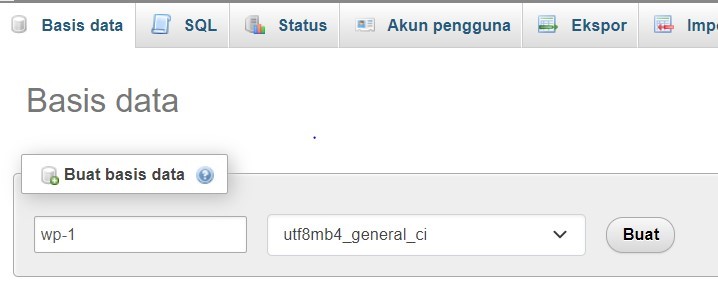 Basis data SQL Status Akun pengguna Ekspor Impo
Basis data
Buat basis data
wp-1 utf8mb4_general_ci Buat